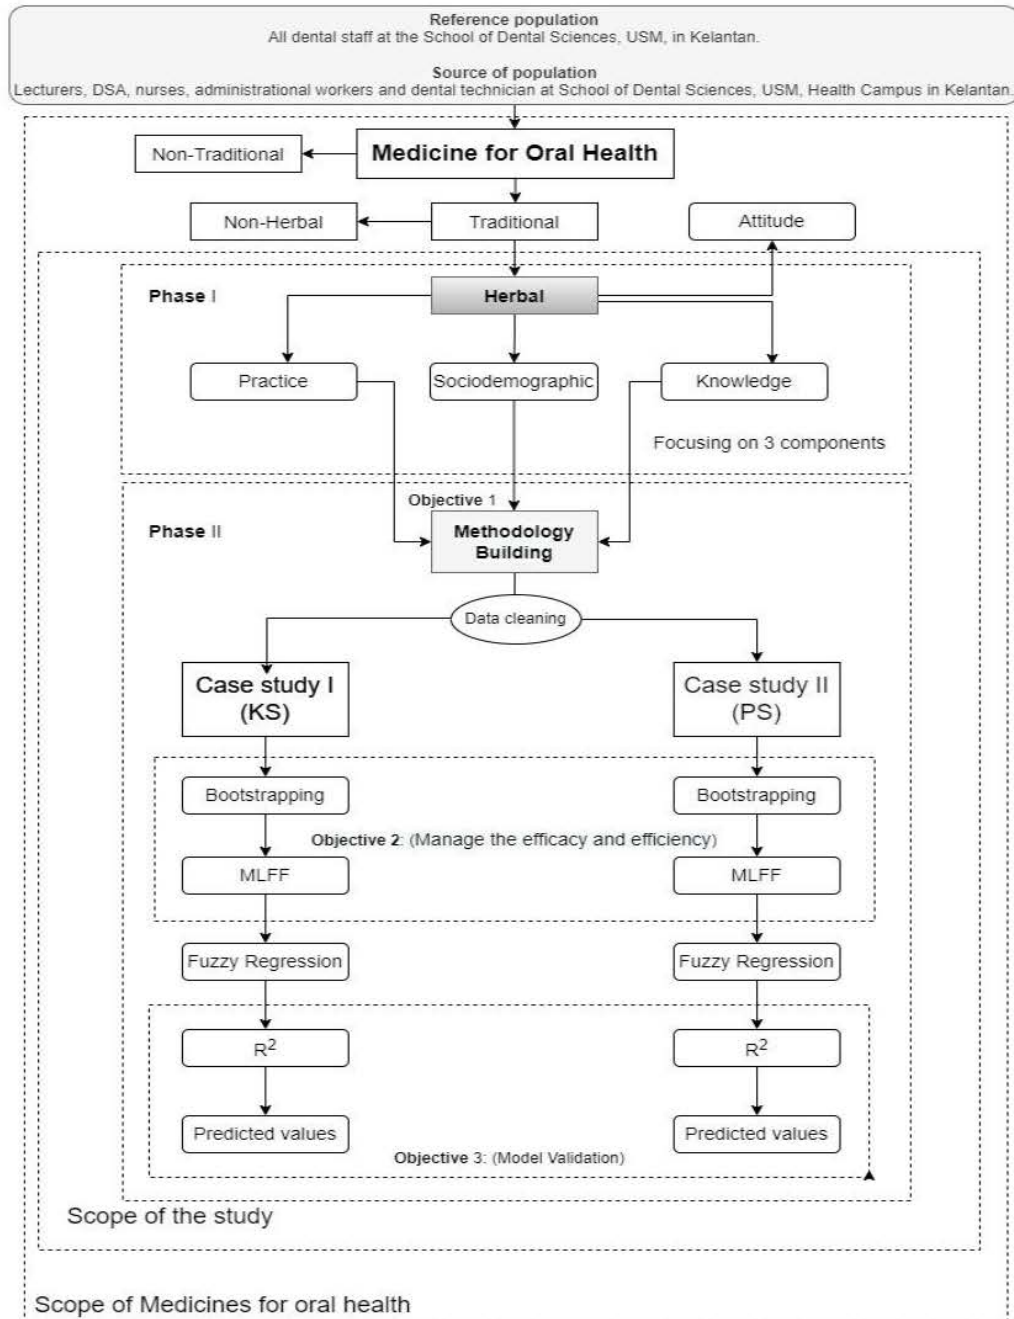 Reference population
All dental staff at the School of Dental Sciences, USM, in Kelantan.
Source of population
Lecturers, DSA, nurses, administrational workers and dental technician at School of Dental Sciences, USM, Health Campus in Kelantan.
Non-Traditional
Medicine for Oral Health
Non-Herbal
Traditional
Attitude
Phase I
Herbal
Practice
Sociodemographic
Knowledge
Focusing on 3 components
Objective 1
Phase II
Methodology
Building
Data cleaning
Case study I
(KS)
Case study II
(PS)
Bootstrapping
Bootstrapping
Objective 2: (Manage the efficacy and efficiency)
MLFF
MLFF
Fuzzy Regression
Fuzzy Regression
R²
R²
Predicted values
Predicted values
Objective 3: (Model Validation)
Scope of the study
Scope of Medicines for oral health